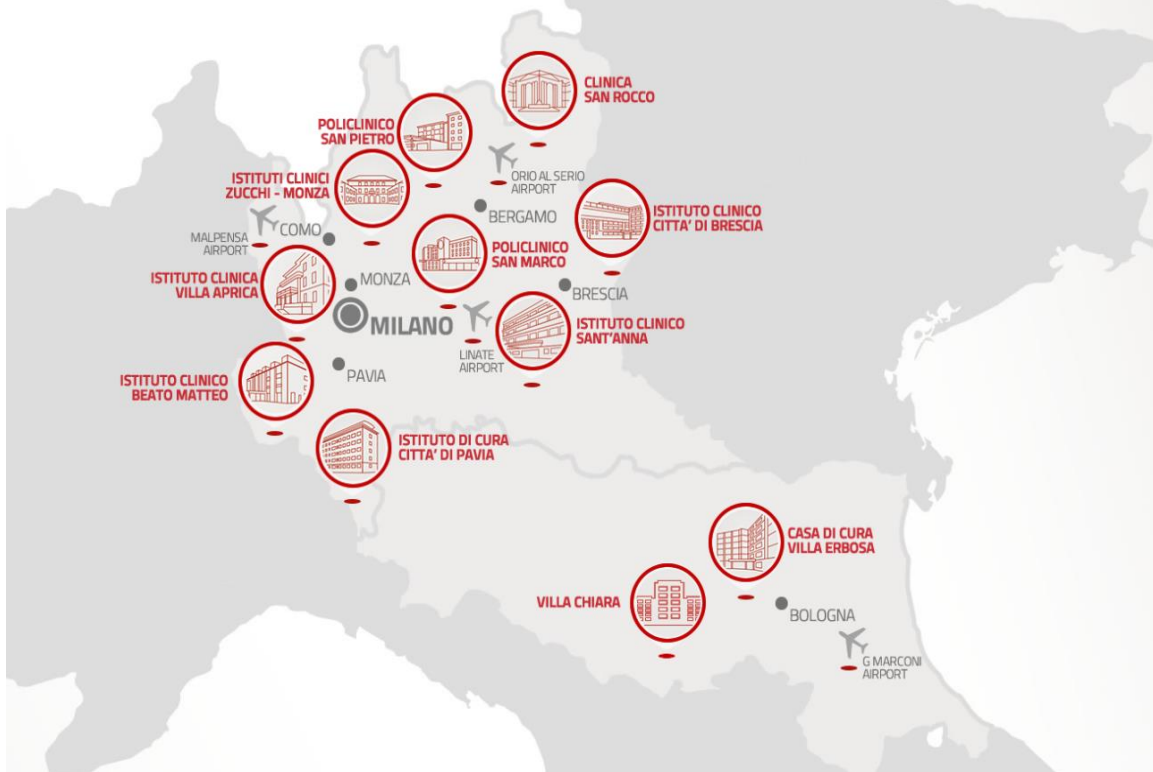 CLINICA
SAN ROCCO
POLICLINICO
SAN PIETRO
ORIO AL SERIO
AIRPORT
ISTITUTI CLINICI
ZUCCHI - MONZA
BERGAMO
ISTITUTO CLINICO
CITTA' DI BRESCIA
MALPENSA
AIRPORT
COMO
POLICLINICO
SAN MARCO
ISTITUTO CLINICA
VILLA APRICA
MONZA
BRESCIA
MILANO
ISTITUTO CLINICO
SANT'ANNA
LINATE
AIRPORT
PAVIA
ISTITUTO CLINICO
BEATO MATTEO
ISTITUTO DI CURA
CITTA' DI PAVIA
CASA DI CURA
VILLA ERBOSA
VILLA CHIARA
BOLOGNA
G MARCONI
AIRPORT